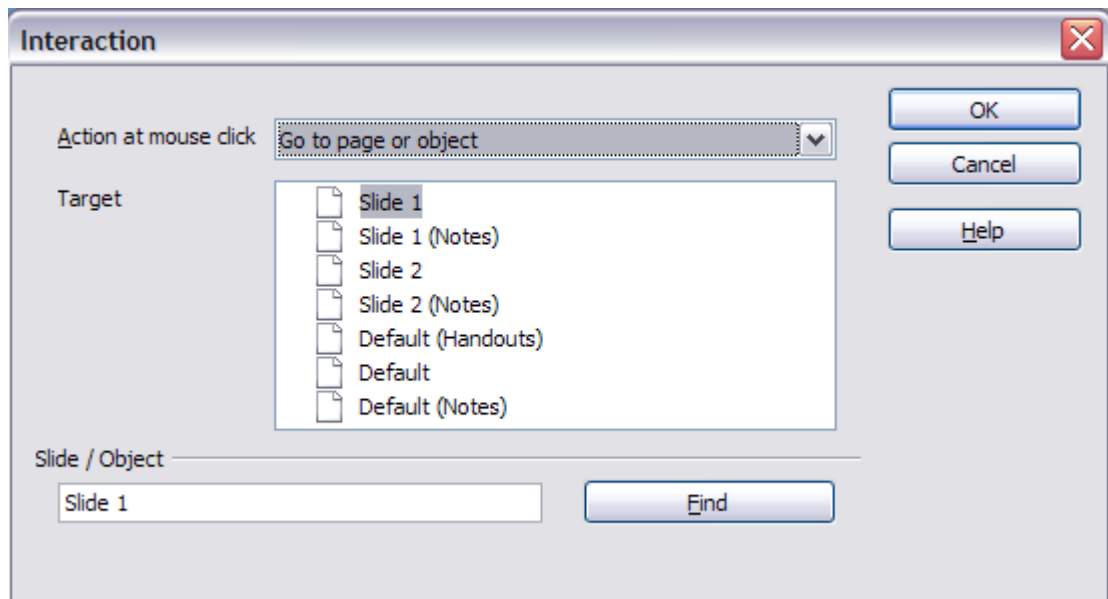 Interaction
Action at mouse click
Go to page or object
Target
Slide 1
Slide 1 (Notes)
Slide 2
Slide 2 (Notes)
Default (Handouts)
Default
Default (Notes)
Slide / Object
Slide 1
Find
OK
Cancel
Help